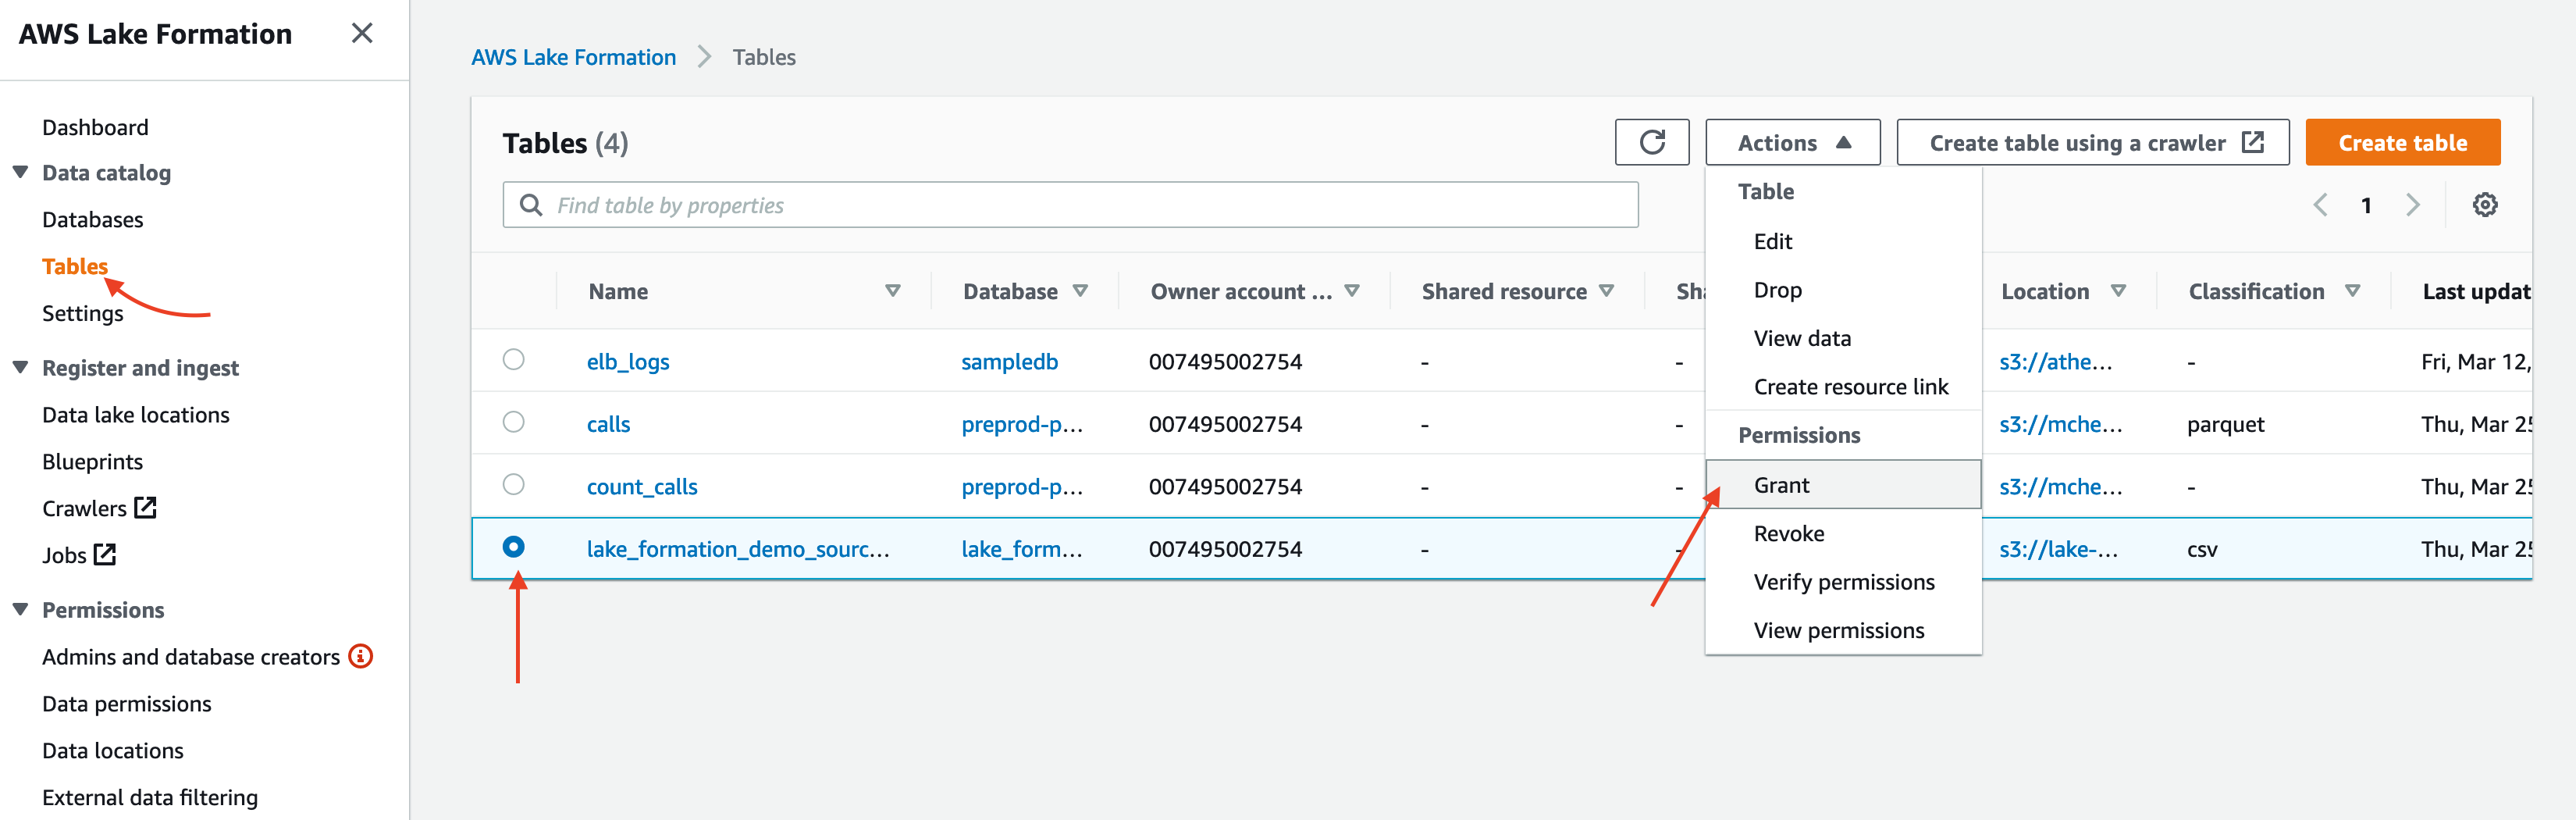 AWS Lake Formation
Dashboard
Data catalog
Databases
Tables
Settings
Register and ingest
Data lake locations
Blueprints
Crawlers
Jobs
Permissions
Admins and database creators
Data permissions
Data locations
External data filtering
AWS Lake Formation > Tables
Tables (4)
Actions
Create table using a crawler
Create table
Find table by properties
1
Table
Edit
Drop
View data
Create resource link
Permissions
Grant
Revoke
Verify permissions
View permissions
Name Database Owner account ... Shared resource Sha Location Classification Last updat
elb_logs sampledb 007495002754 - - s3://athe... - Fri, Mar 12,
calls preprod-p... 007495002754 - - s3://mche... parquet Thu, Mar 25
count_calls preprod-p... 007495002754 - - s3://mche... - Thu, Mar 25
lake_formation_demo_sourc... lake_form... 007495002754 - - s3://lake-... csv Thu, Mar 25